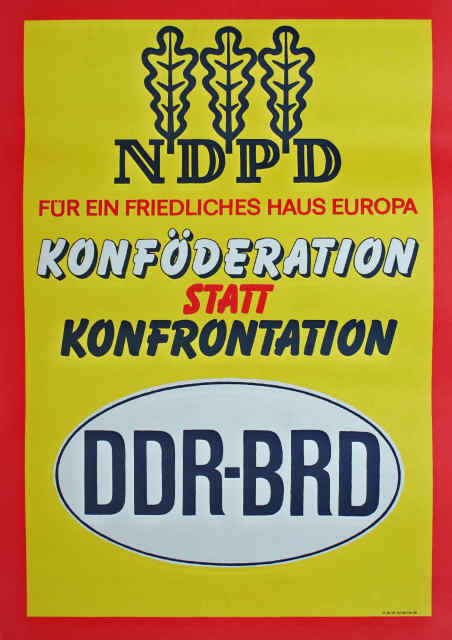 NDPD
FÜR EIN FRIEDLICHES HAUS EUROPA
KONFÖDERATION
STATT
KONFRONTATION
DDR-BRD